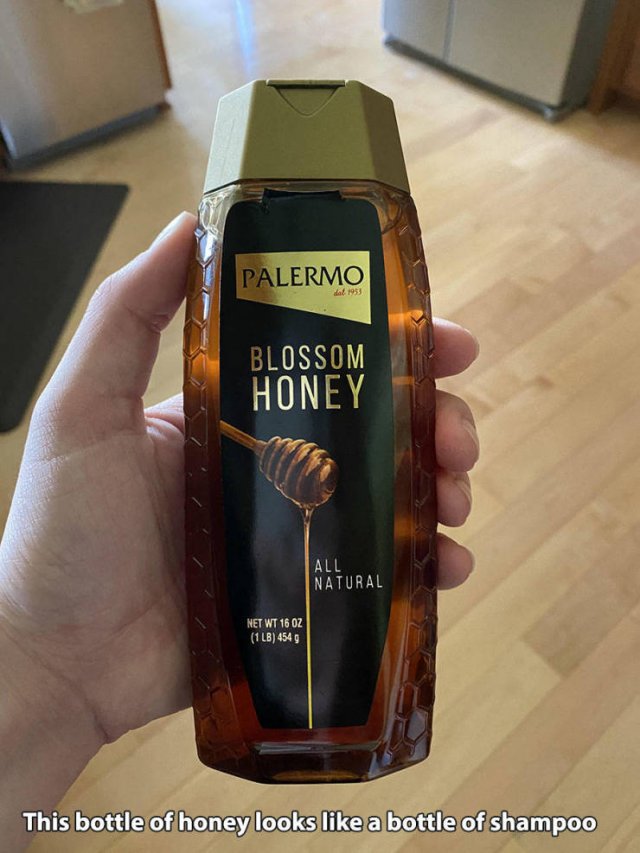 PALERMO
dal 1953
BLOSSOM
HONEY
ALL
NATURAL
NET WT 16 OZ
(1 LB) 454 g
This bottle of honey looks like a bottle of shampoo